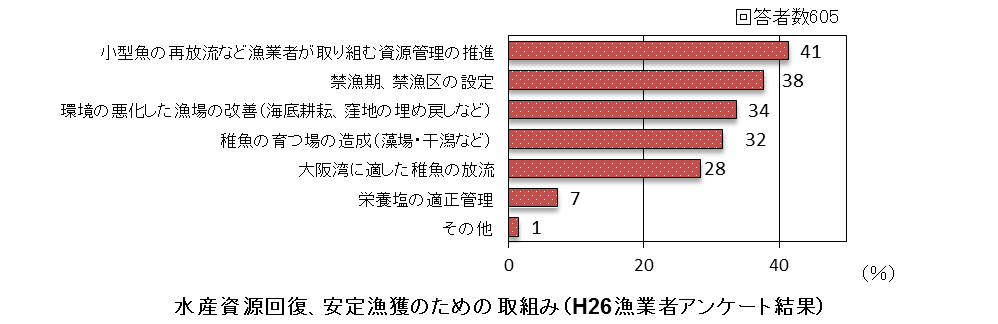 回答者数605
小型魚の再放流など漁業者が取り組む資源管理の推進 41
禁漁期、禁漁区の設定 38
環境の悪化した漁場の改善（海底耕耘、窪地の埋め戻しなど） 34
稚魚の育つ場の造成（藻場・干潟など） 32
大阪湾に適した稚魚の放流 28
栄養塩の適正管理 7
その他 1
0 20 40
（％）
水産資源回復、安定漁獲のための取組み（H26漁業者アンケート結果）